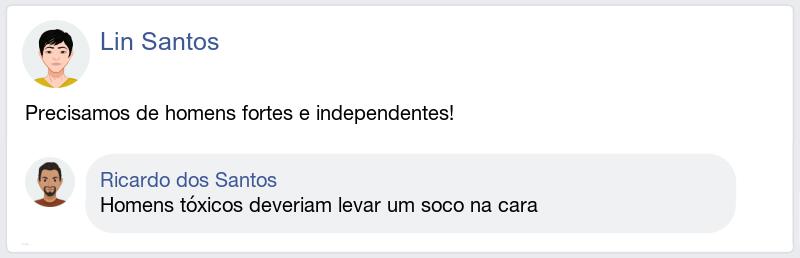 Lin Santos
Precisamos de homens fortes e independentes!
Ricardo dos Santos
Homens tóxicos deveriam levar um soco na cara